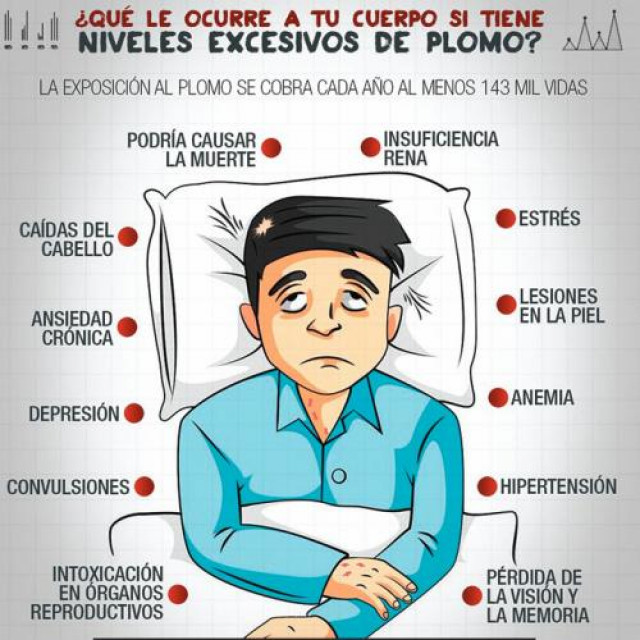 ¿QUÉ LE OCURRE A TU CUERPO SI TIENE
NIVELES EXCESIVOS DE PLOMO?
LA EXPOSICIÓN AL PLOMO SE COBRA CADA AÑO AL MENOS 143 MIL VIDAS
PODRÍA CAUSAR
LA MUERTE
INSUFICIENCIA
RENA
CAÍDAS DEL
CABELLO
ESTRÉS
ANSIEDAD
CRÓNICA
LESIONES
EN LA PIEL
DEPRESIÓN
ANEMIA
CONVULSIONES
HIPERTENSIÓN
INTOXICACIÓN
EN ÓRGANOS
REPRODUCTIVOS
PÉRDIDA DE
LA VISIÓN Y
LA MEMORIA